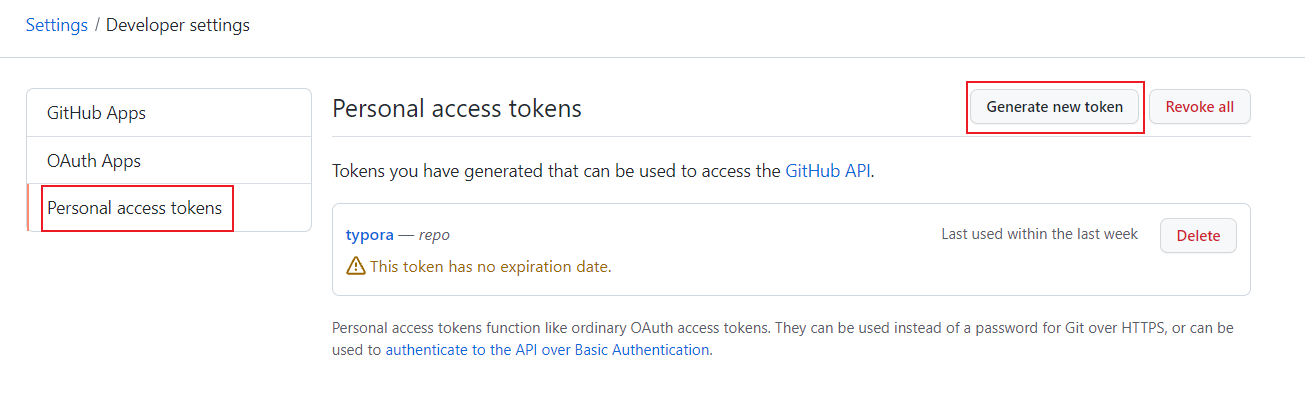 Settings / Developer settings
GitHub Apps
OAuth Apps
Personal access tokens
Personal access tokens
Generate new token
Revoke all
Tokens you have generated that can be used to access the GitHub API.
typora — repo
Last used within the last week
Delete
This token has no expiration date.
Personal access tokens function like ordinary OAuth access tokens. They can be used instead of a password for Git over HTTPS, or can be
used to authenticate to the API over Basic Authentication.